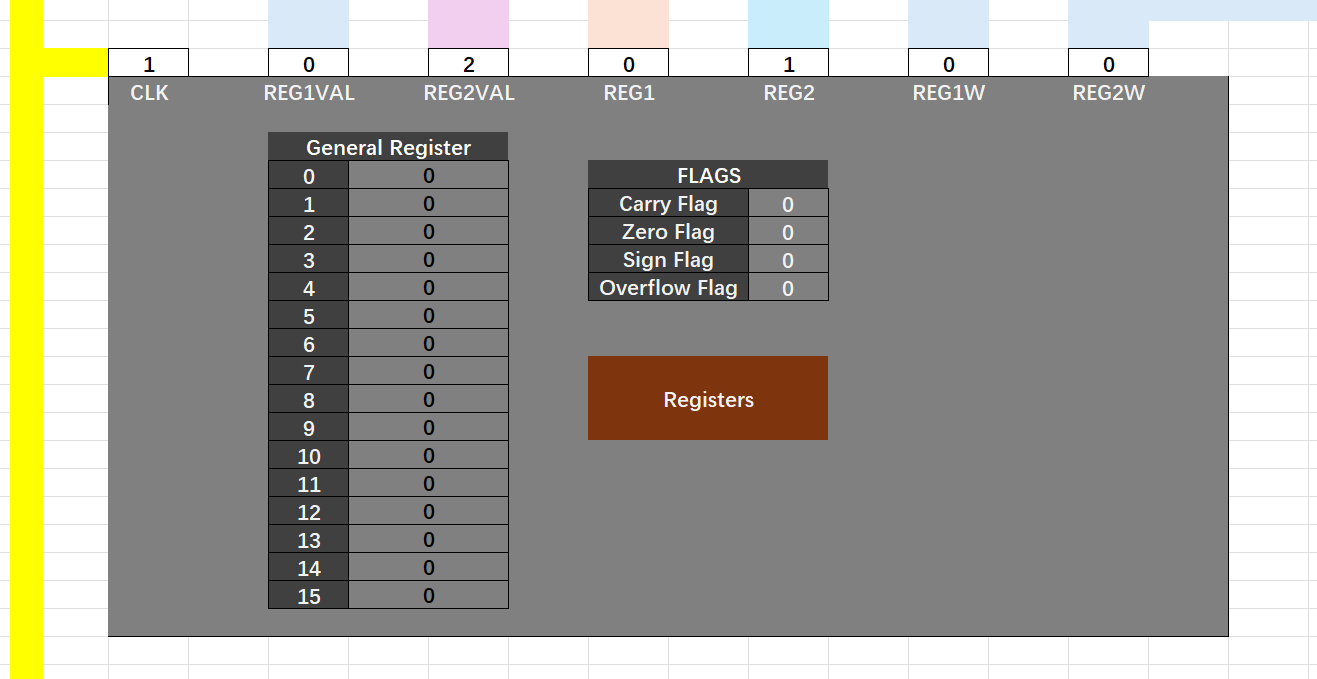 1 0 2 0 1 0 0
CLK REG1VAL REG2VAL REG1 REG2 REG1W REG2W
General Register
0 0
1 0
2 0
3 0
4 0
5 0
6 0
7 0
8 0
9 0
10 0
11 0
12 0
13 0
14 0
15 0
FLAGS
Carry Flag 0
Zero Flag 0
Sign Flag 0
Overflow Flag 0
Registers